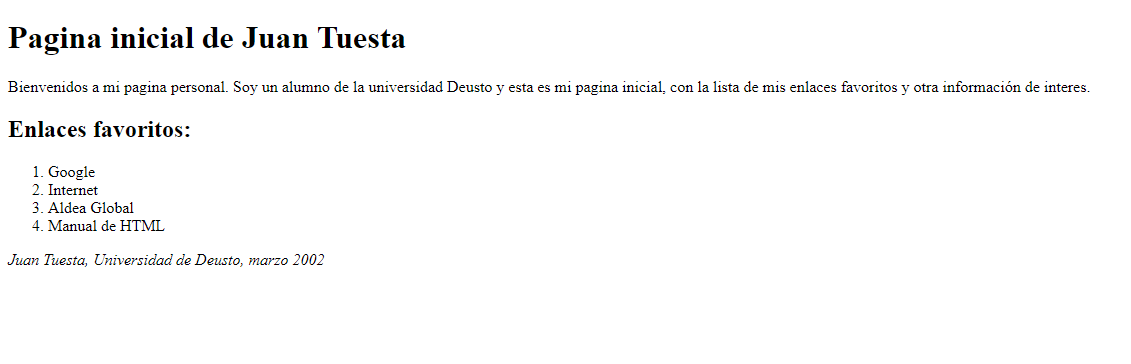 Pagina inicial de Juan Tuesta
Bienvenidos a mi pagina personal. Soy un alumno de la universidad Deusto y esta es mi pagina inicial, con la lista de mis enlaces favoritos y otra información de interes.
Enlaces favoritos:
1. Google
2. Internet
3. Aldea Global
4. Manual de HTML
Juan Tuesta, Universidad de Deusto, marzo 2002